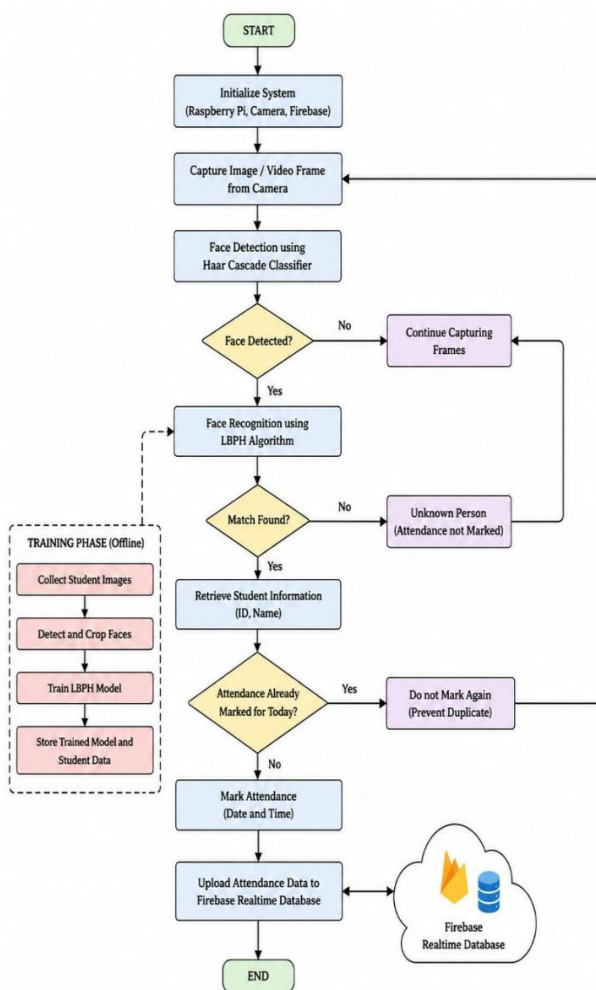 START
Initialize System
(Raspberry Pi, Camera, Firebase)
Capture Image / Video Frame
from Camera
Face Detection using
Haar Cascade Classifier
Face Detected?
No
Continue Capturing
Frames
Yes
Face Recognition using
LBPH Algorithm
Match Found?
No
Unknown Person
(Attendance not Marked)
Yes
TRAINING PHASE (Offline)
Collect Student Images
Detect and Crop Faces
Train LBPH Model
Store Trained Model and
Student Data
Retrieve Student Information
(ID, Name)
Attendance Already
Marked for Today?
Yes
Do not Mark Again
(Prevent Duplicate)
No
Mark Attendance
(Date and Time)
Upload Attendance Data to
Firebase Realtime Database
Firebase
Realtime Database
END